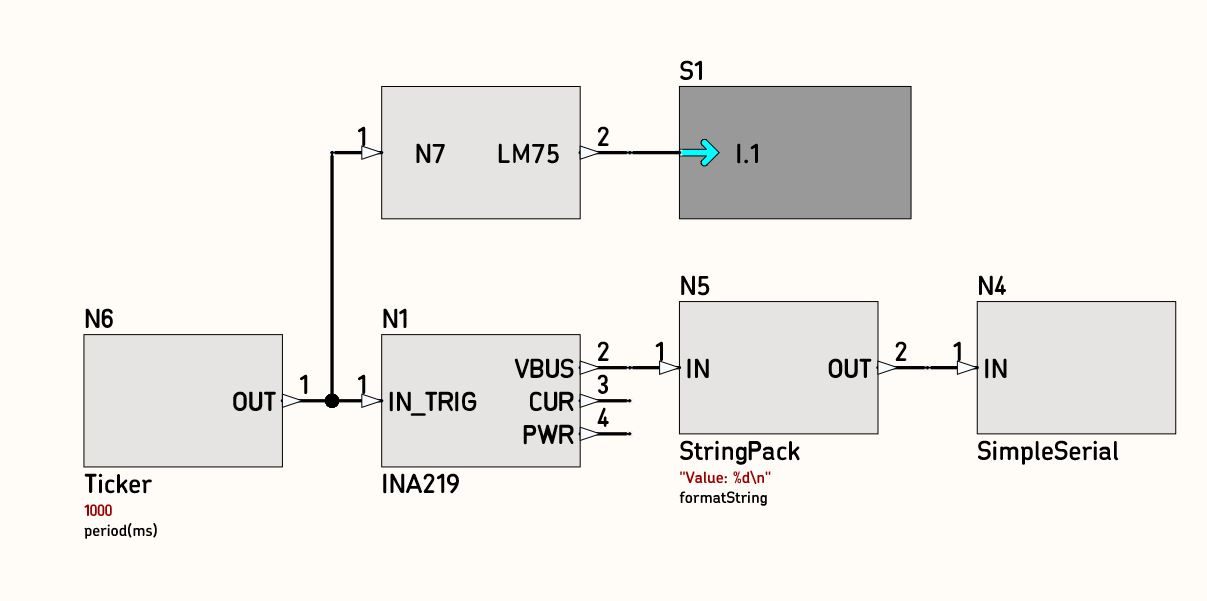 S1
1
N7
LM75
2
I.1
N6
OUT
1
Ticker
1000
period(ms)
N1
1
IN_TRIG
VBUS
2
CUR
3
PWR
4
INA219
N5
1
IN
OUT
2
StringPack
"Value: %d\n"
formatString
N4
1
IN
SimpleSerial